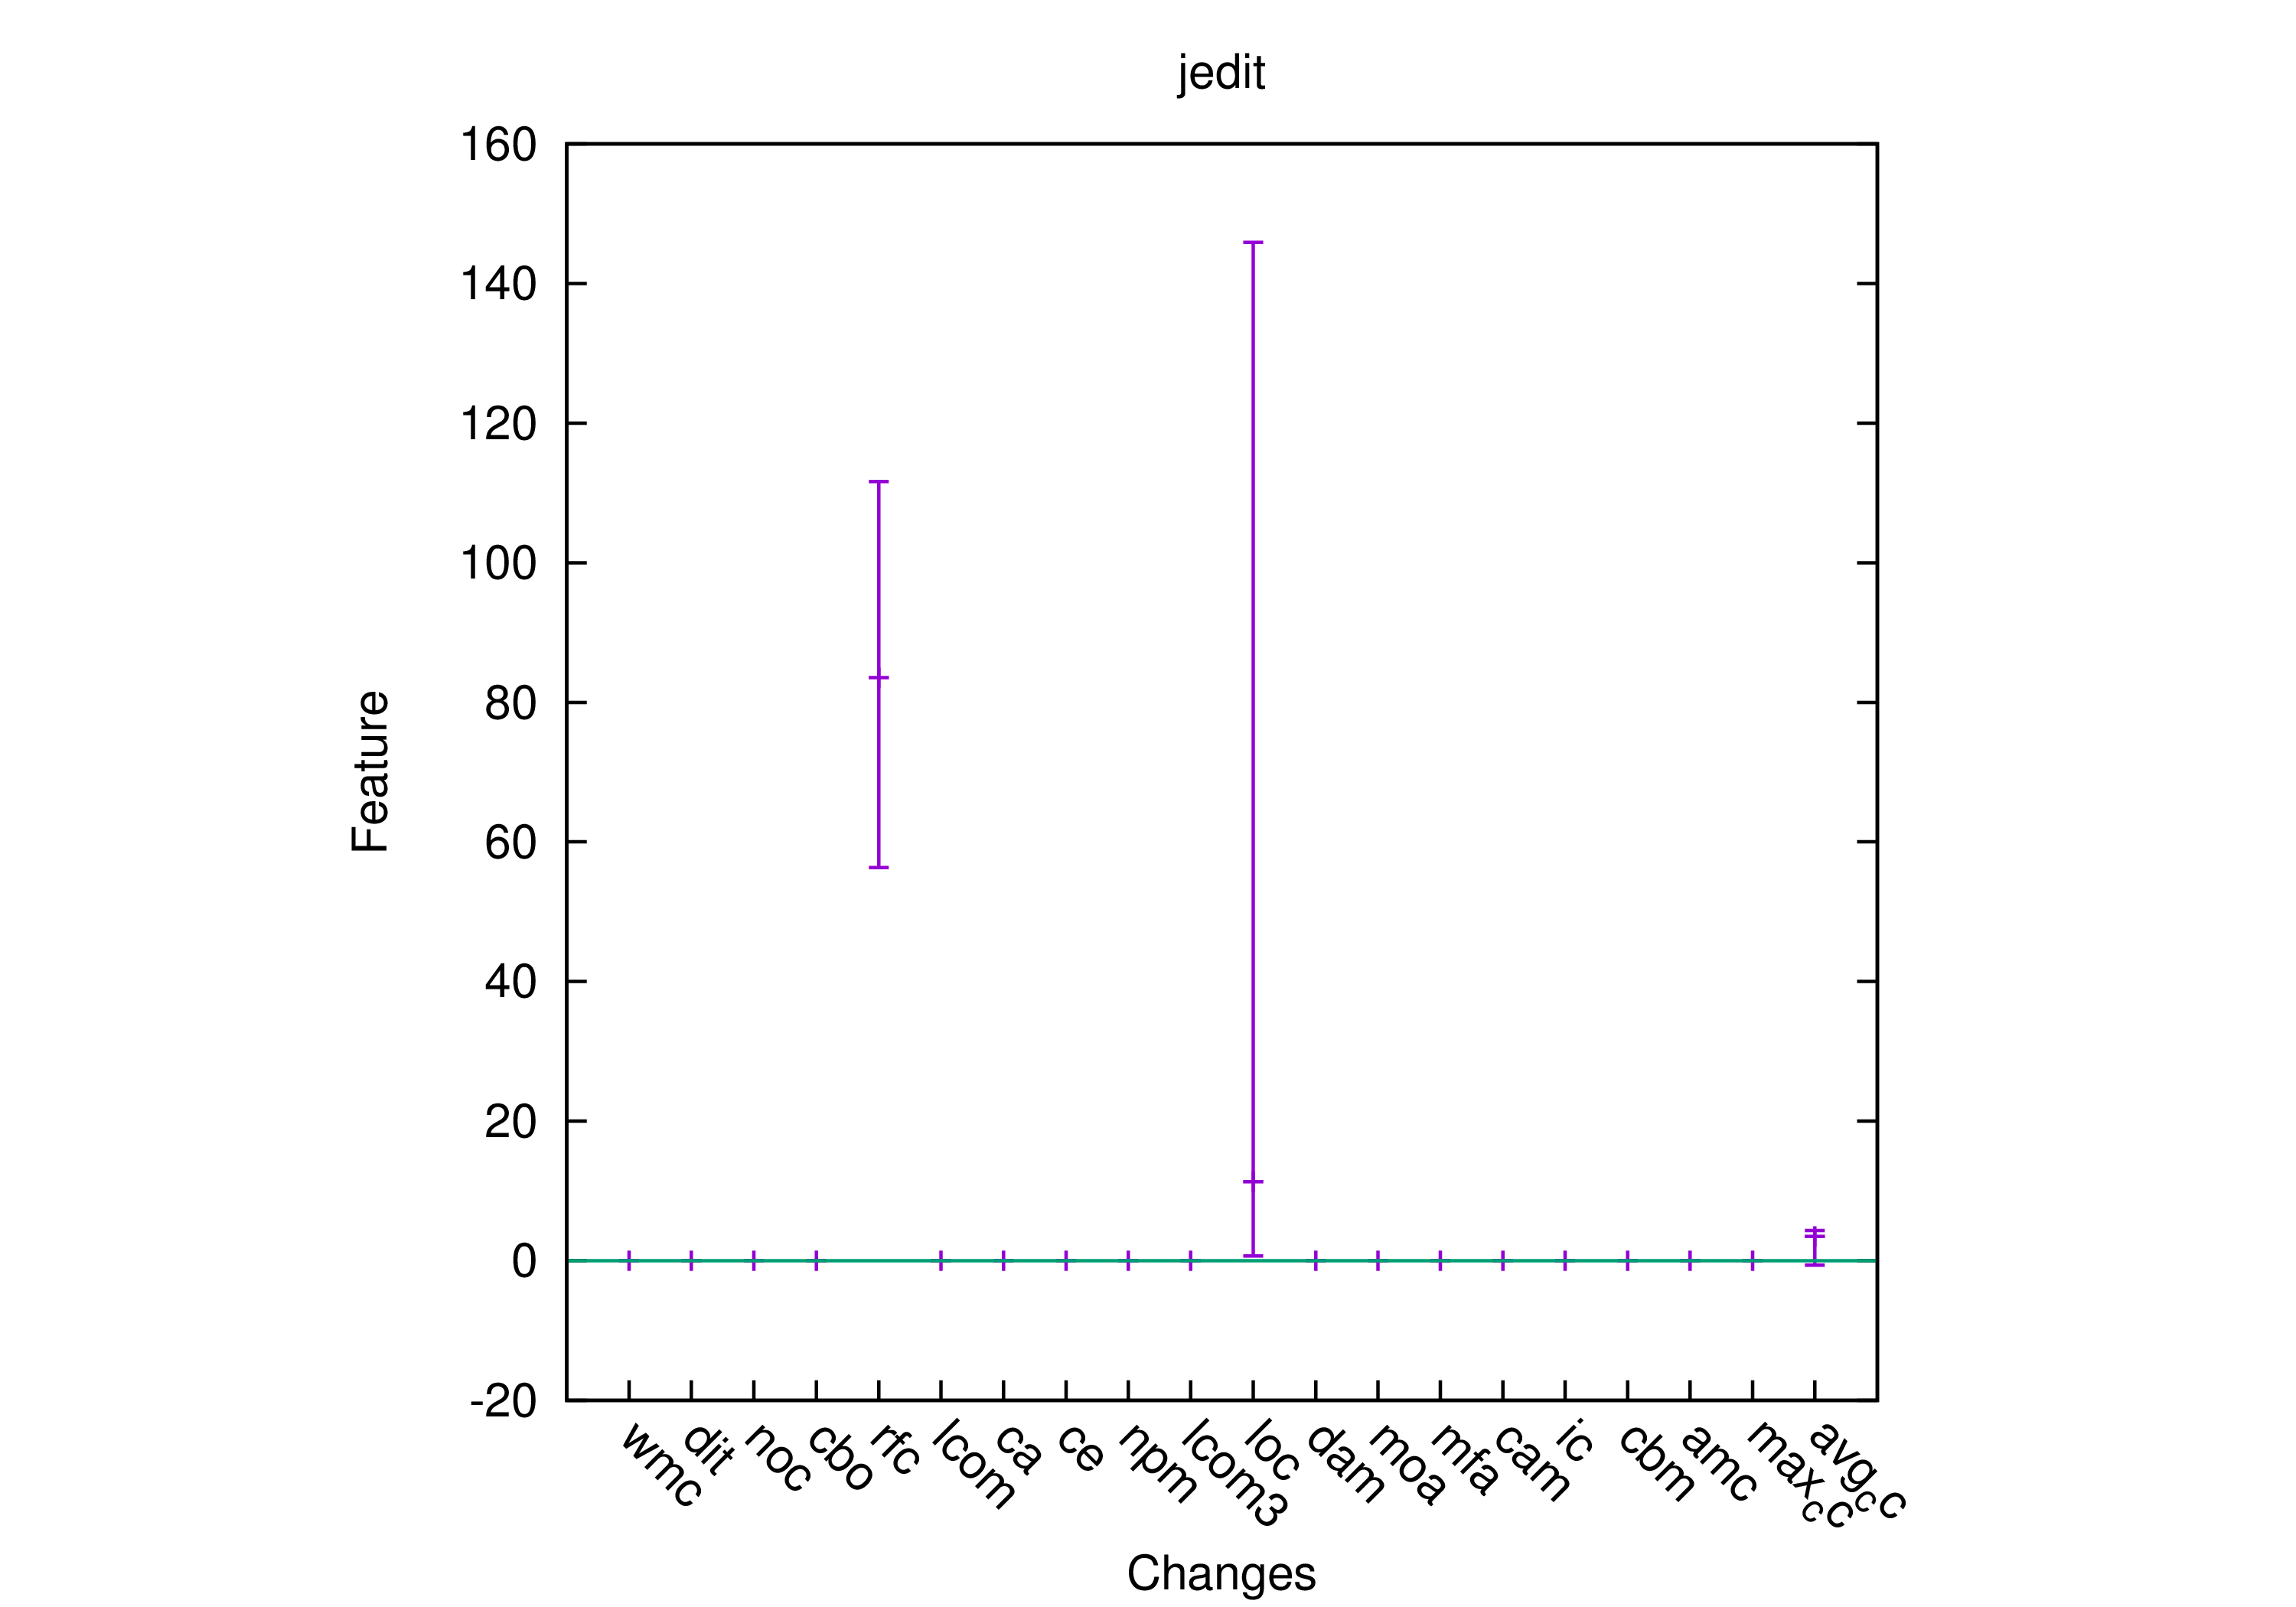 jedit
160
140
120
100
80
60
40
20
0
-20
Feature
wmc
dit
noc
cbo
rfc
lcom
ca
ce
npm
lcom3
loc
dam
moa
mfa
cam
ic
cbm
amc
max_cc
avg_cc
Changes